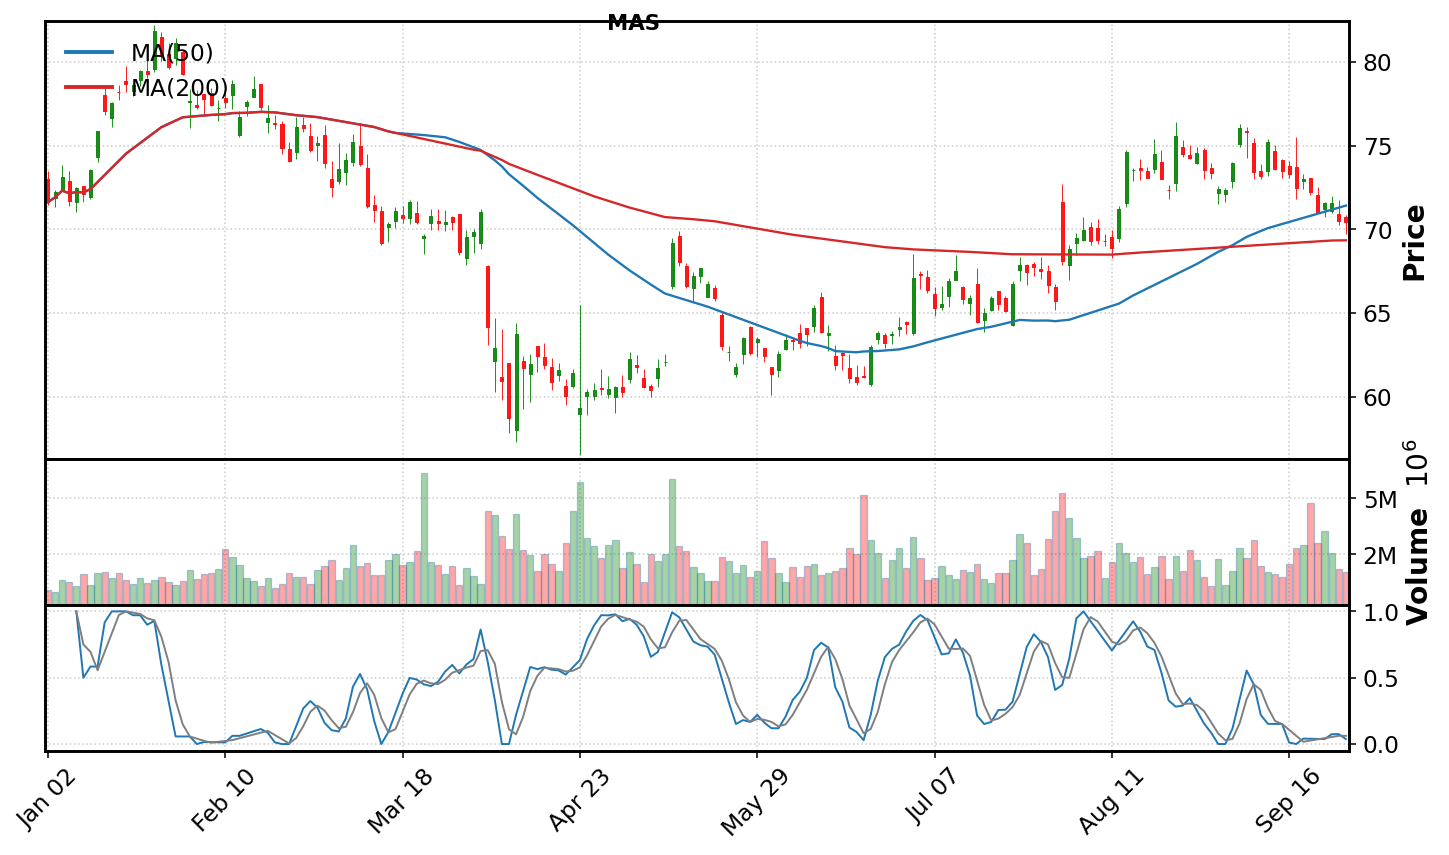 MAS
MA(50)
MA(200)
80
75
70
65
60
Price
5M
2M
Volume 10⁶
1.0
0.5
0.0
Jan 02
Feb 10
Mar 18
Apr 23
May 29
Jul 07
Aug 11
Sep 16